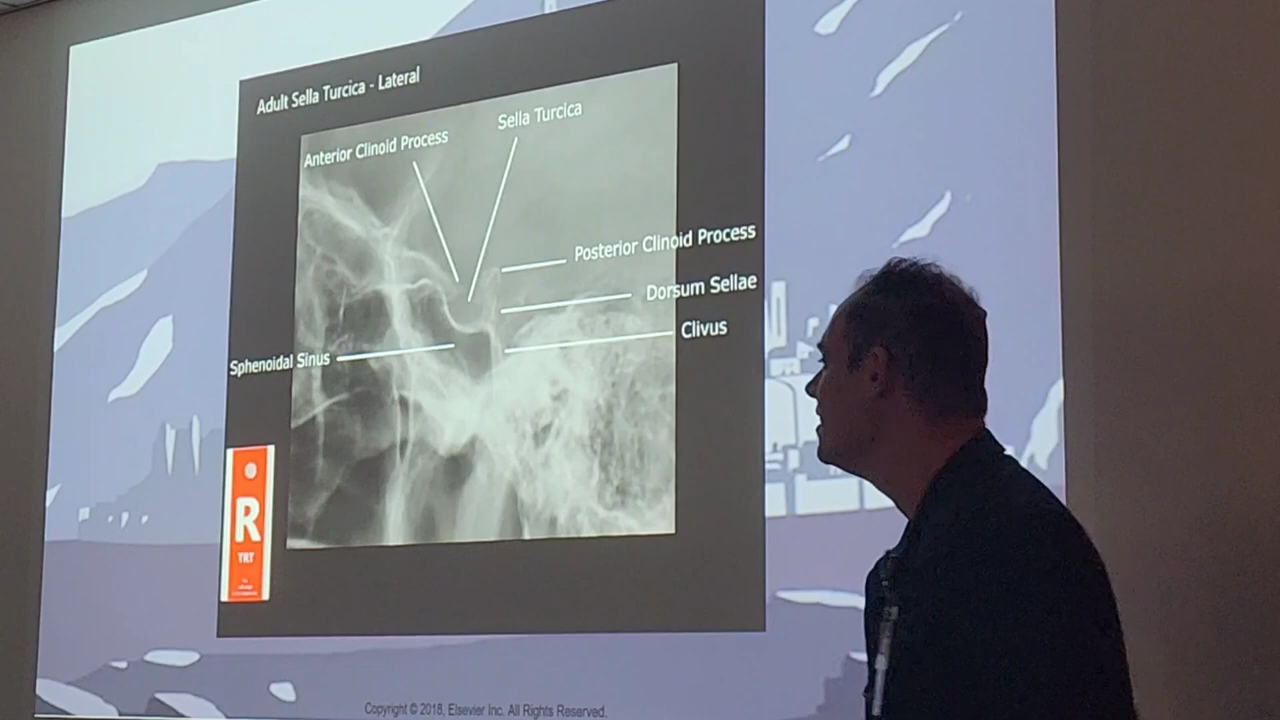 Adult Sella Turcica - Lateral
Sella Turcica
Anterior Clinoid Process
Posterior Clinoid Process
Dorsum Sellae
Clivus
Sphenoidal Sinus
R
TRT
Copyright © 2018, Elsevier Inc. All Rights Reserved.